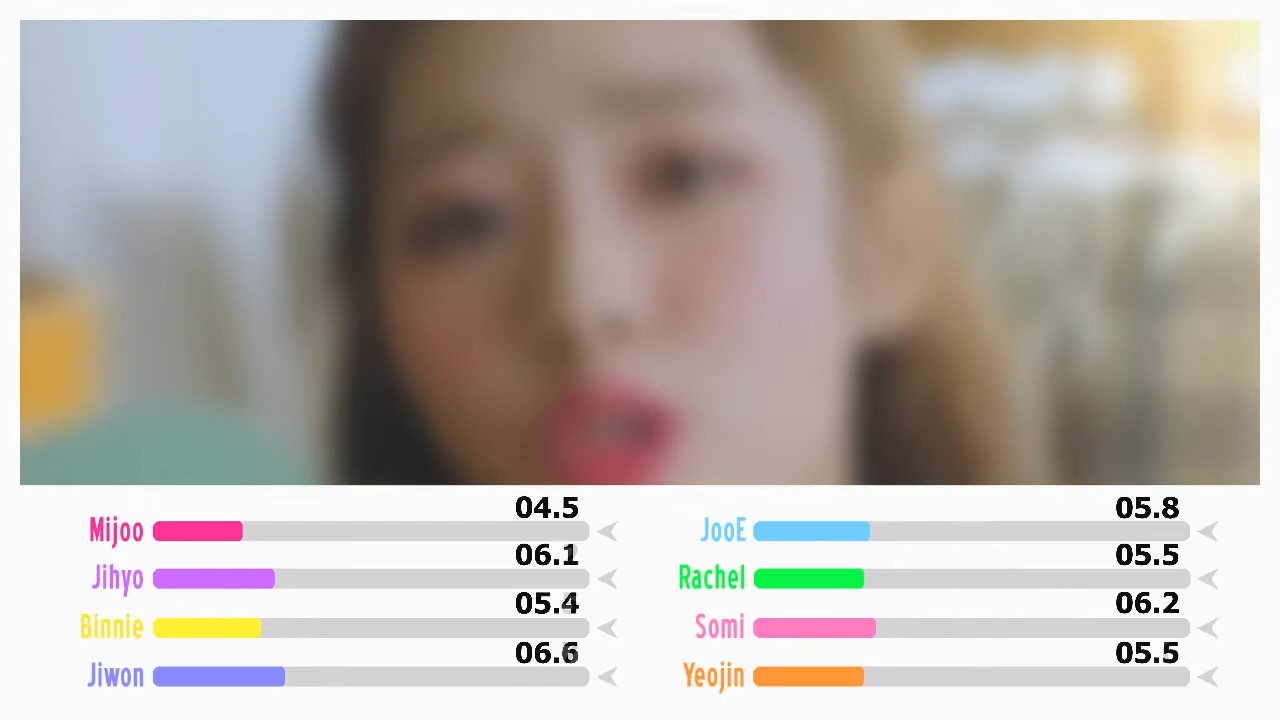 Mijoo 04.5
Jihyo 06.1
Binnie 05.4
Jiwon 06.6
JooE 05.8
Rachel 05.5
Somi 06.2
Yeojin 05.5